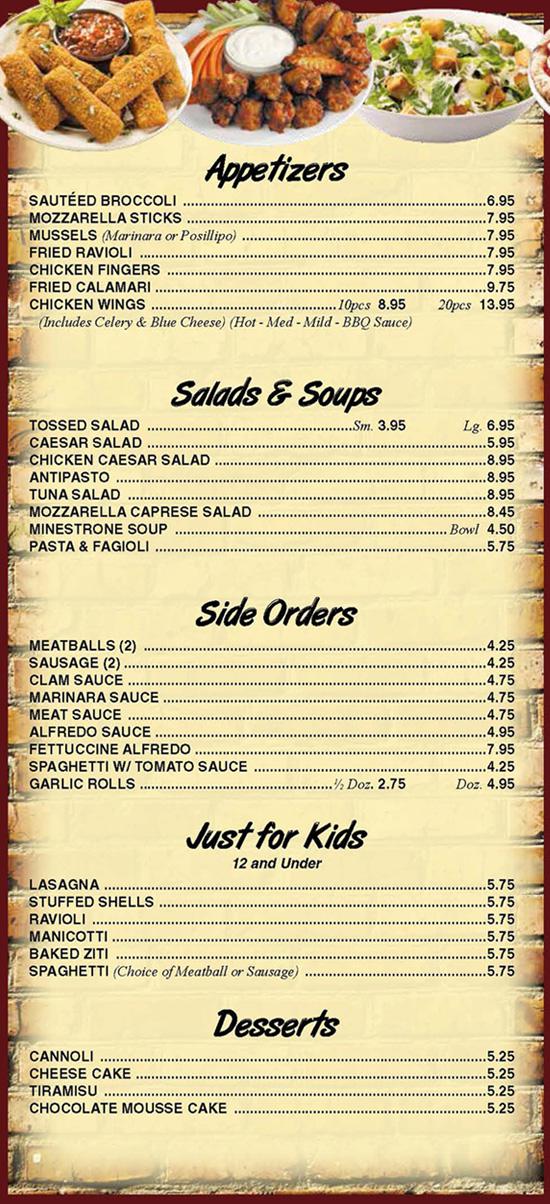 Appetizers
SAUTÉED BROCCOLI ........ 6.95
MOZZARELLA STICKS ........ 7.95
MUSSELS (Marinara or Posillipo) ........ 7.95
FRIED RAVIOLI ........ 7.95
CHICKEN FINGERS ........ 7.95
FRIED CALAMARI ........ 9.75
CHICKEN WINGS ........ 10pcs 8.95 20pcs 13.95
(Includes Celery & Blue Cheese) (Hot - Med - Mild - BBQ Sauce)
Salads & Soups
TOSSED SALAD ........ Sm. 3.95 Lg. 6.95
CAESAR SALAD ........ 5.95
CHICKEN CAESAR SALAD ........ 8.95
ANTIPASTO ........ 8.95
TUNA SALAD ........ 8.95
MOZZARELLA CAPRESE SALAD ........ 8.45
MINESTRONE SOUP ........ Bowl 4.50
PASTA & FAGIOLI ........ 5.75
Side Orders
MEATBALLS (2) ........ 4.25
SAUSAGE (2) ........ 4.25
CLAM SAUCE ........ 4.75
MARINARA SAUCE ........ 4.75
MEAT SAUCE ........ 4.75
ALFREDO SAUCE ........ 4.95
FETTUCCINE ALFREDO ........ 7.95
SPAGHETTI W/ TOMATO SAUCE ........ 4.25
GARLIC ROLLS ........ ½ Doz. 2.75 Doz. 4.95
Just for Kids
12 and Under
LASAGNA ........ 5.75
STUFFED SHELLS ........ 5.75
RAVIOLI ........ 5.75
MANICOTTI ........ 5.75
BAKED ZITI ........ 5.75
SPAGHETTI (Choice of Meatball or Sausage) ........ 5.75
Desserts
CANNOLI ........ 5.25
CHEESE CAKE ........ 5.25
TIRAMISU ........ 5.25
CHOCOLATE MOUSSE CAKE ........ 5.25